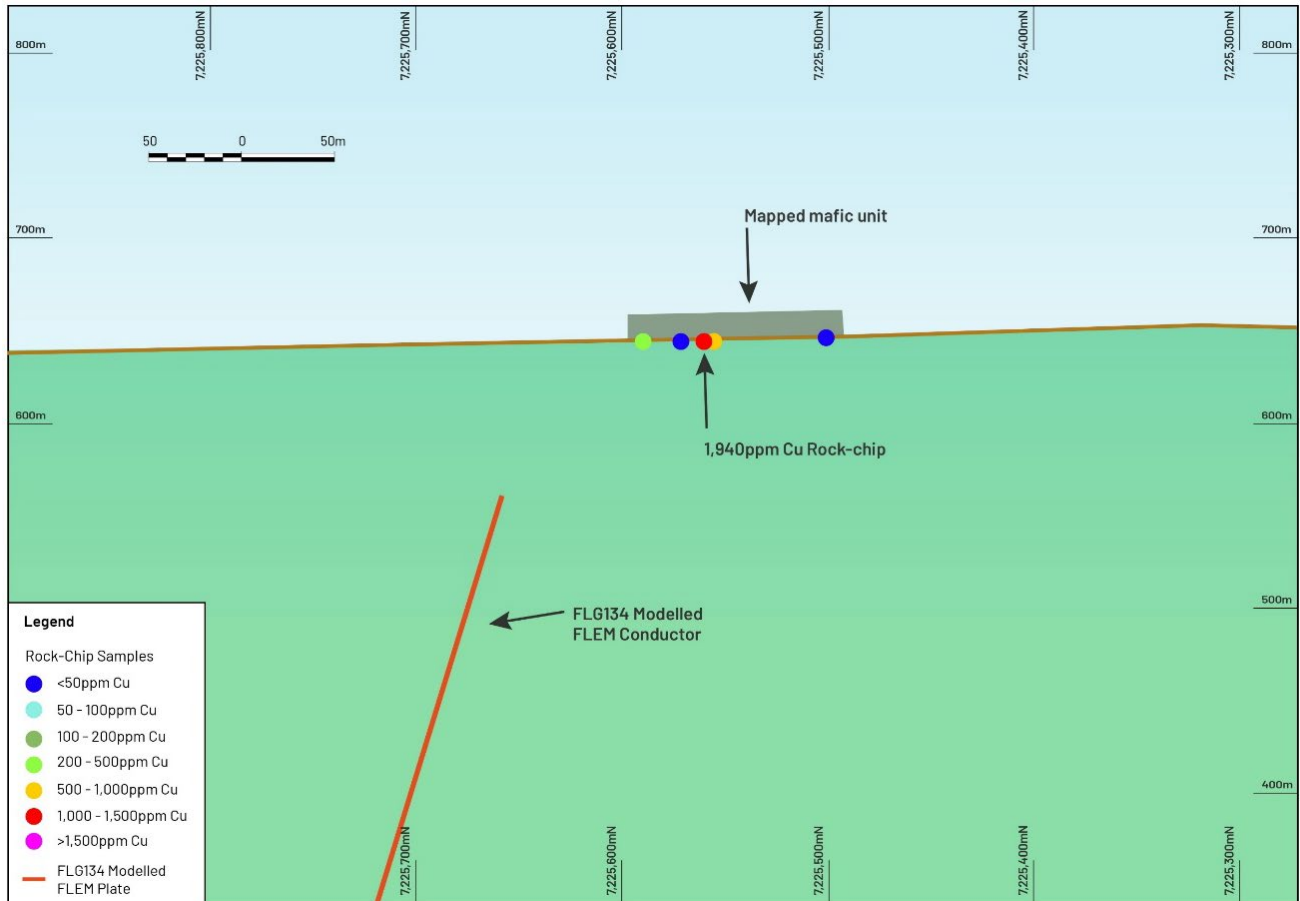 7,225,800mN
7,225,700mN
7,225,600mN
7,225,500mN
7,225,400mN
7,225,300mN
800m
800m
50 0 50m
Mapped mafic unit
700m
700m
1,940ppm Cu Rock-chip
600m
600m
FLG134 Modelled
FLEM Conductor
500m
400m
Legend
Rock-Chip Samples
<50ppm Cu
50 - 100ppm Cu
100 - 200ppm Cu
200 - 500ppm Cu
500 - 1,000ppm Cu
1,000 - 1,500ppm Cu
>1,500ppm Cu
FLG134 Modelled
FLEM Plate
7,225,700mN
7,225,600mN
7,225,500mN
7,225,400mN
7,225,300mN